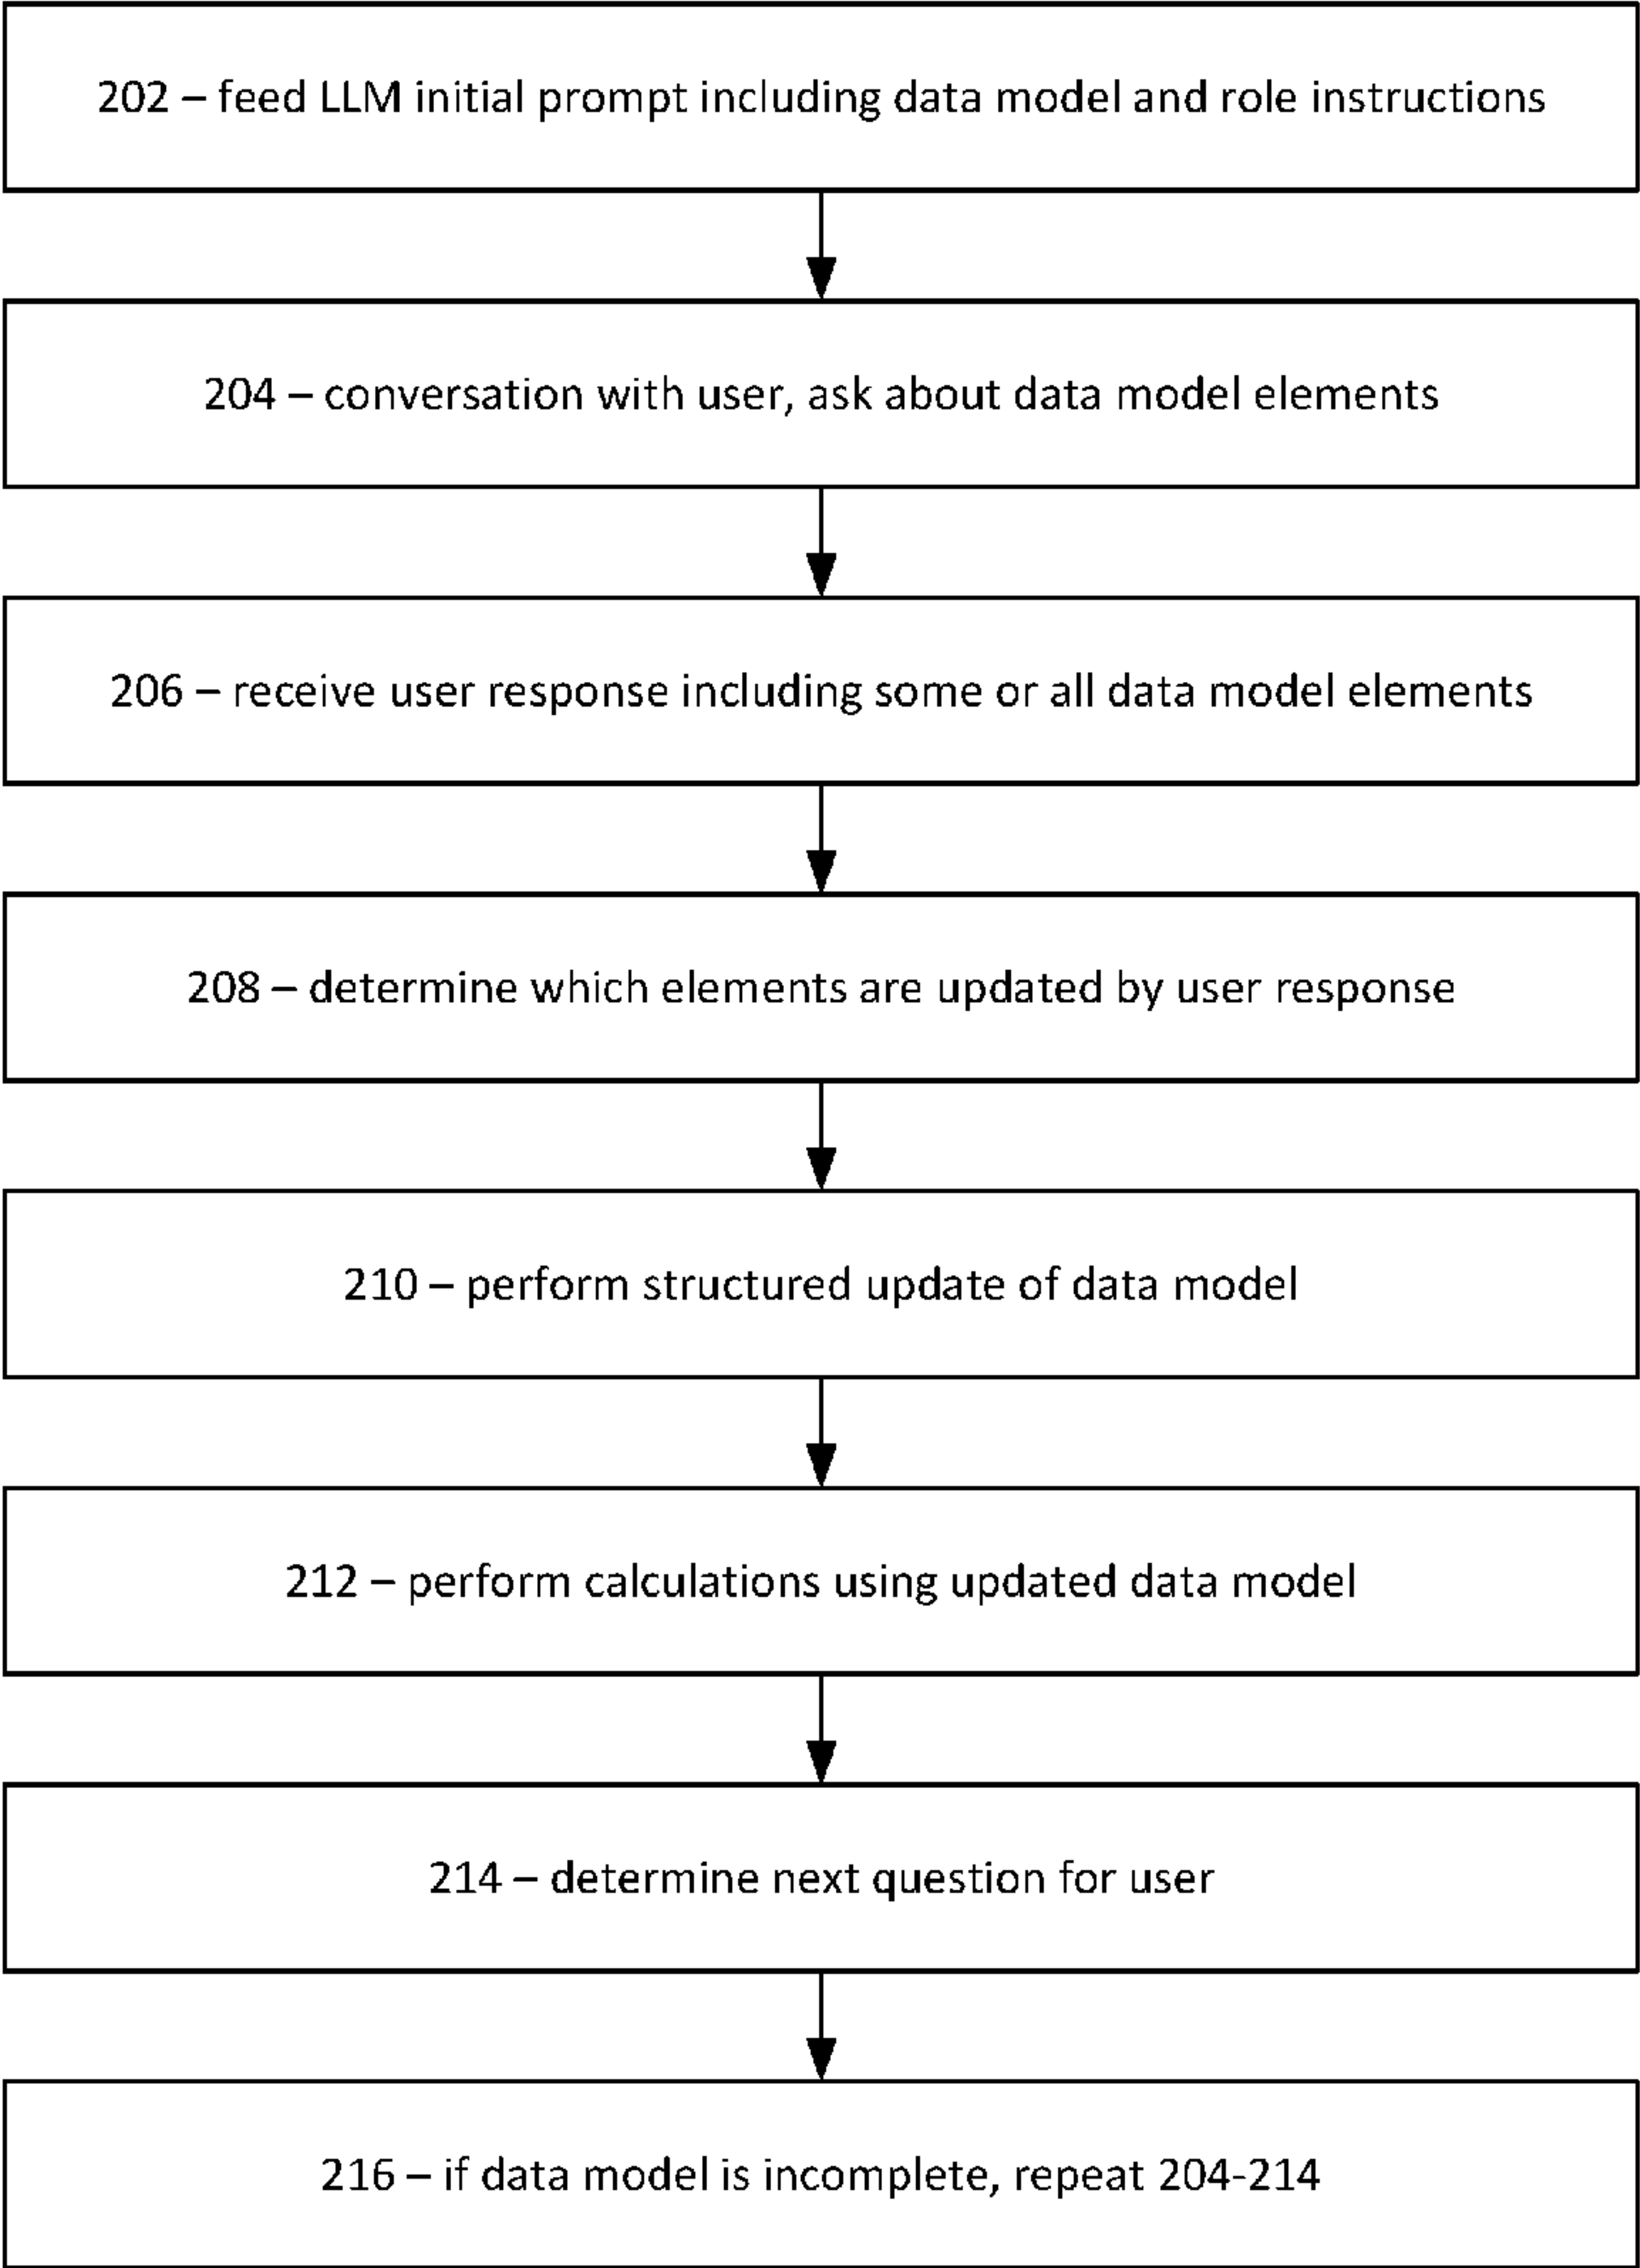 202 – feed LLM initial prompt including data model and role instructions
204 – conversation with user, ask about data model elements
206 – receive user response including some or all data model elements
208 – determine which elements are updated by user response
210 – perform structured update of data model
212 – perform calculations using updated data model
214 – determine next question for user
216 – if data model is incomplete, repeat 204-214